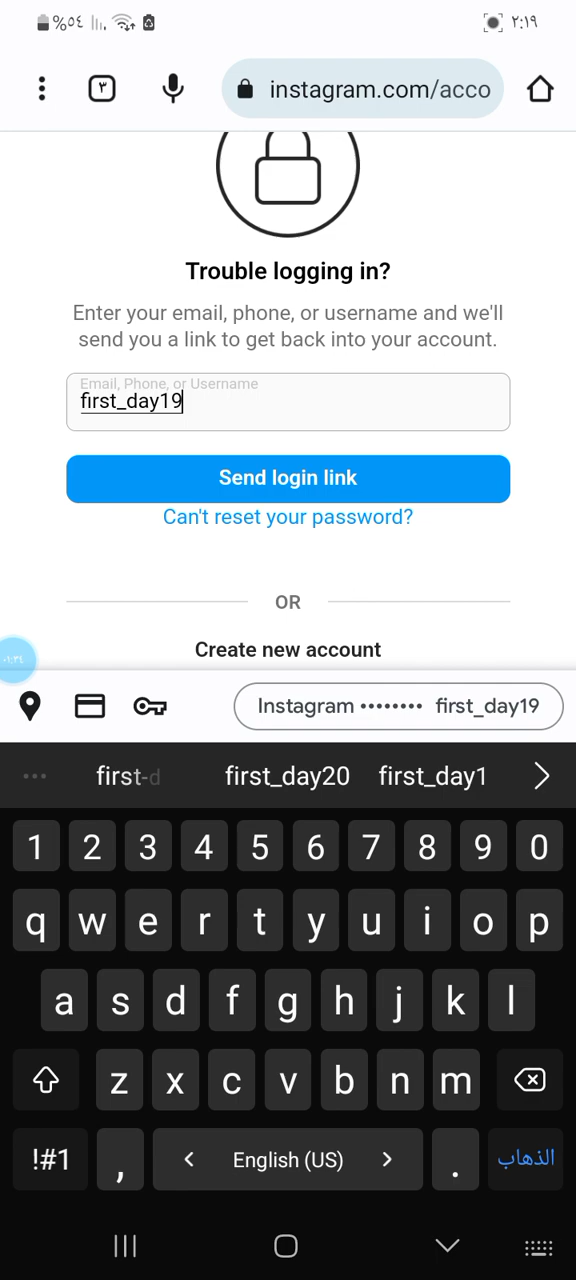 %٥٤ ٢:١٩
٣ instagram.com/acco
Trouble logging in?
Enter your email, phone, or username and we'll
send you a link to get back into your account.
Email, Phone, or Username
first_day19
Send login link
Can't reset your password?
OR
Create new account
٠١:٣٤
Instagram •••••••• first_day19
first-d first_day20 first_day1
1 2 3 4 5 6 7 8 9 0
q w e r t y u i o p
a s d f g h j k l
z x c v b n m
!#1 , < English (US) > . الذهاب